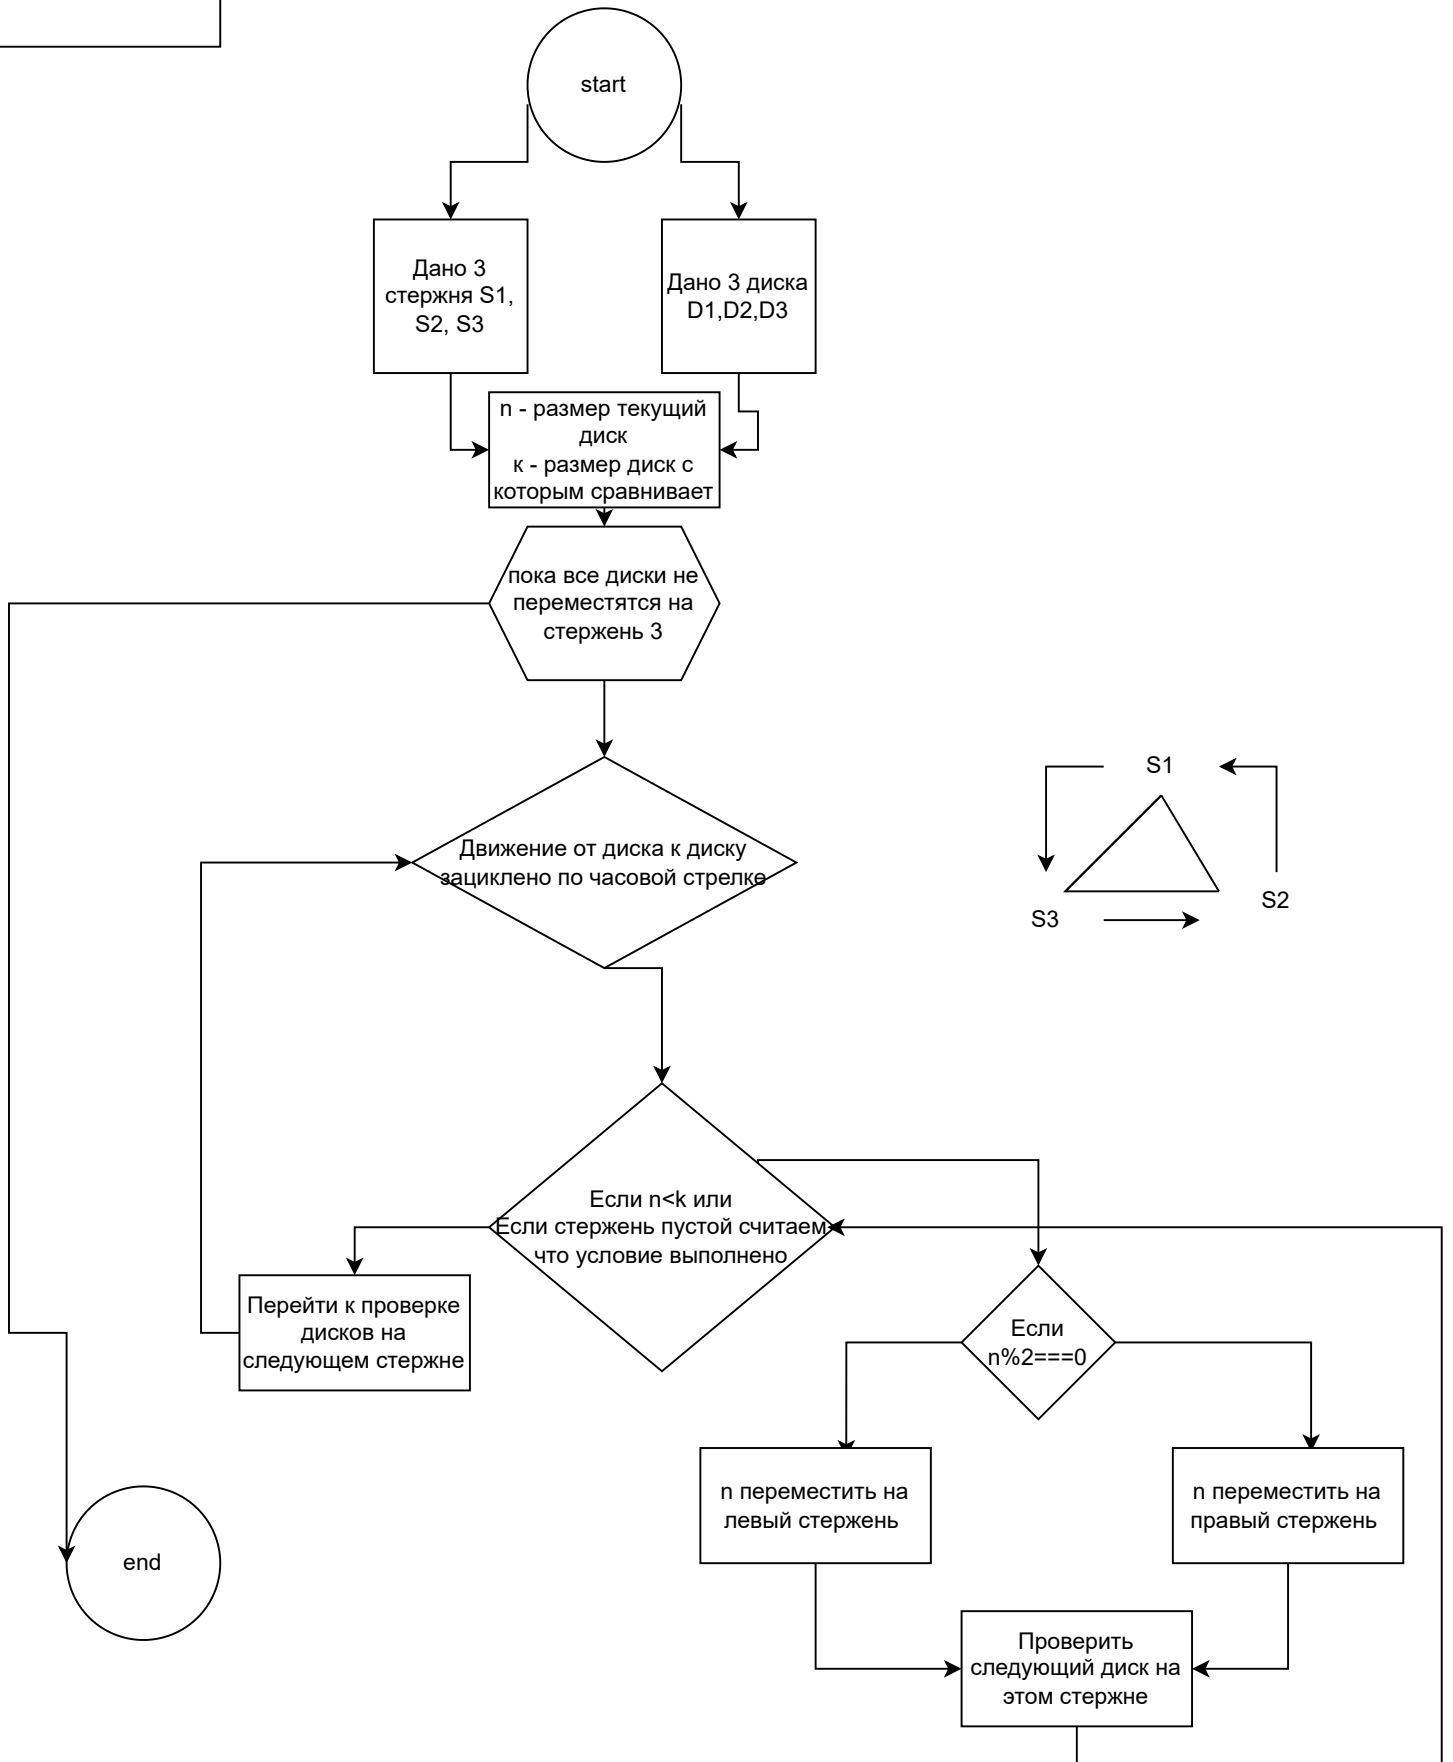 start
Дано 3
стержня S1,
S2, S3
Дано 3 диска
D1,D2,D3
n - размер текущий
диск
к - размер диск с
которым сравнивает
пока все диски не
переместятся на
стержень 3
Движение от диска к диску
зациклено по часовой стрелке
S1
S2
S3
Если n<k или
Если стержень пустой считаем
что условие выполнено
Перейти к проверке
дисков на
следующем стержне
Если
n%2===0
n переместить на
левый стержень
n переместить на
правый стержень
end
Проверить
следующий диск на
этом стержне